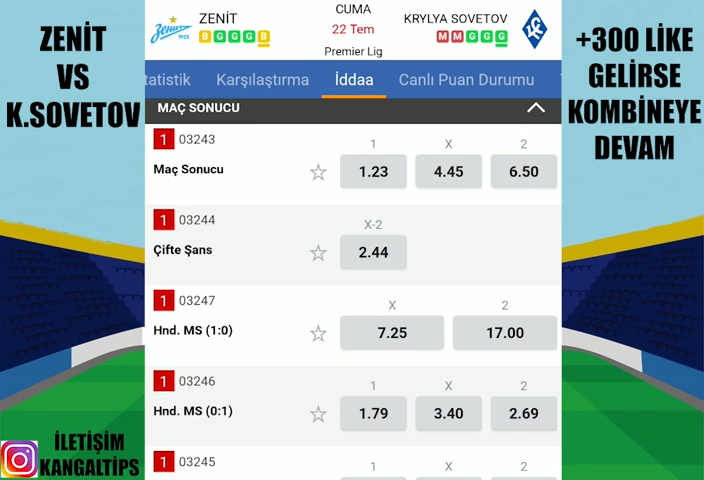 ZENİT
VS
K.SOVETOV
ZENİT
B G G G B
1925
CUMA
22 Tem
Premier Lig
KRYLYA SOVETOV
M M G G G
tatistik Karşılaştırma İddaa Canlı Puan Durumu
MAÇ SONUCU
1 03243
Maç Sonucu
1 X 2
1.23 4.45 6.50
1 03244
Çifte Şans
X-2
2.44
1 03247
Hnd. MS (1:0)
X 2
7.25 17.00
1 03246
Hnd. MS (0:1)
1 X 2
1.79 3.40 2.69
1 03245
1 X 2
+300 LİKE
GELİRSE
KOMBİNEYE
DEVAM
İLETİŞİM
KANGALTİPS